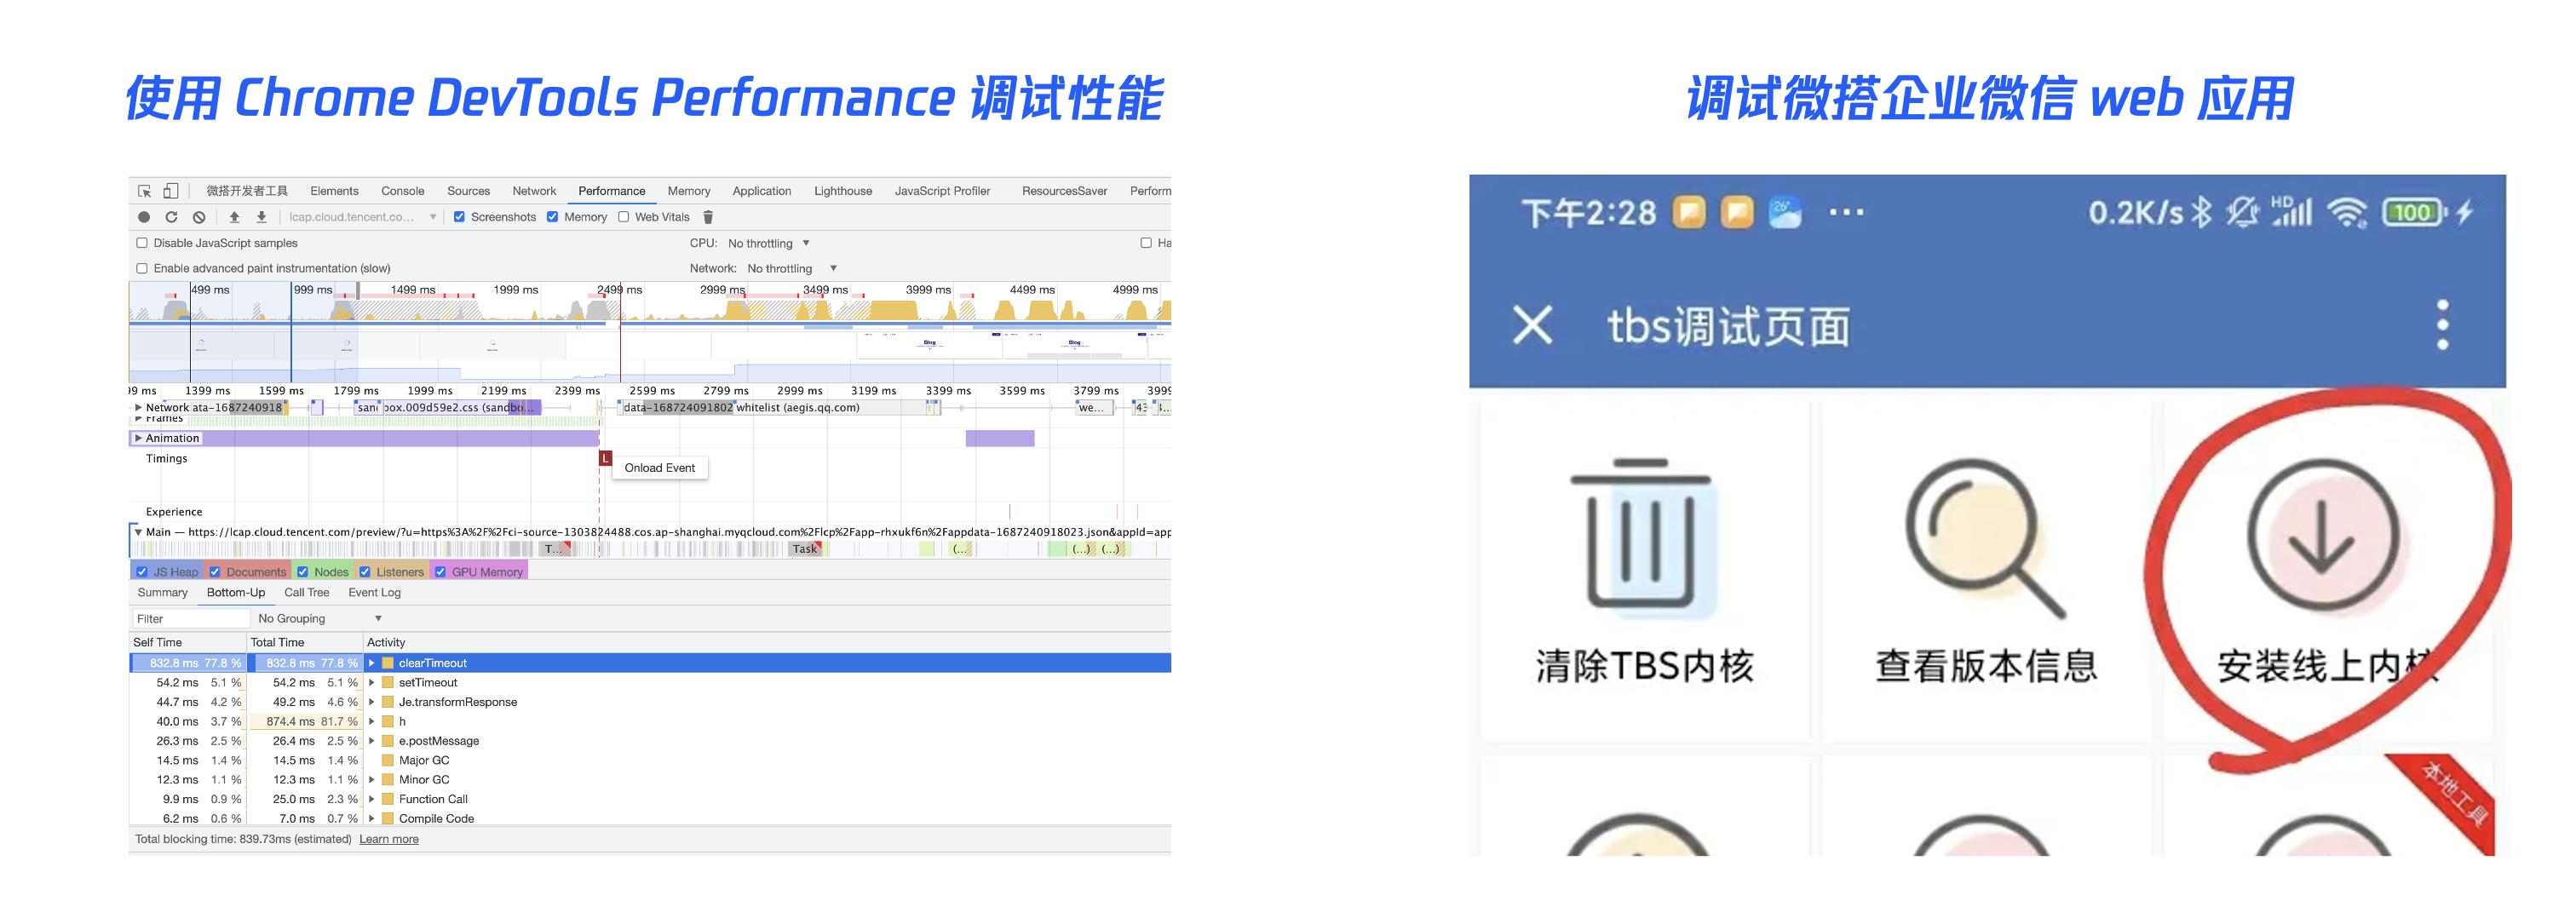 使用 Chrome DevTools Performance 调试性能
微搭开发者工具 Elements Console Sources Network Performance Memory Application Lighthouse JavaScript Profiler ResourcesSaver Perform
lcap.cloud.tencent.co... Screenshots Memory Web Vitals
Disable JavaScript samples CPU: No throttling Ha
Enable advanced paint instrumentation (slow) Network: No throttling
499 ms 999 ms 1499 ms 1999 ms 2499 ms 2999 ms 3499 ms 3999 ms 4499 ms 4999 ms
Blog Blog
99 ms 1399 ms 1599 ms 1799 ms 1999 ms 2199 ms 2399 ms 2599 ms 2799 ms 2999 ms 3199 ms 3399 ms 3599 ms 3799 ms 3999
Network ata-1687240918 san box.009d59e2.css (sandbo... data-168724091802 whitelist (aegis.qq.com) we... 43
Frames
Animation
Timings
L Onload Event
Experience
Main — https://lcap.cloud.tencent.com/preview/?u=https%3A%2F%2Fci-source-1303824488.cos.ap-shanghai.myqcloud.com%2Flcp%2Fapp-rhxukf6n%2Fappdata-1687240918023.json&appId=app
T... Task (... (...) (...)
JS Heap Documents Nodes Listeners GPU Memory
Summary Bottom-Up Call Tree Event Log
Filter No Grouping
Self Time Total Time Activity
832.8 ms 77.8 % 832.8 ms 77.8 % clearTimeout
54.2 ms 5.1 % 54.2 ms 5.1 % setTimeout
44.7 ms 4.2 % 49.2 ms 4.6 % Je.transformResponse
40.0 ms 3.7 % 874.4 ms 81.7 % h
26.3 ms 2.5 % 26.4 ms 2.5 % e.postMessage
14.5 ms 1.4 % 14.5 ms 1.4 % Major GC
12.3 ms 1.1 % 12.3 ms 1.1 % Minor GC
9.9 ms 0.9 % 25.0 ms 2.3 % Function Call
6.2 ms 0.6 % 7.0 ms 0.7 % Compile Code
Total blocking time: 839.73ms (estimated) Learn more
调试微搭企业微信 web 应用
下午2:28 26° ... 0.2K/s HD 100
tbs调试页面
清除TBS内核 查看版本信息 安装线上内核
本地工具